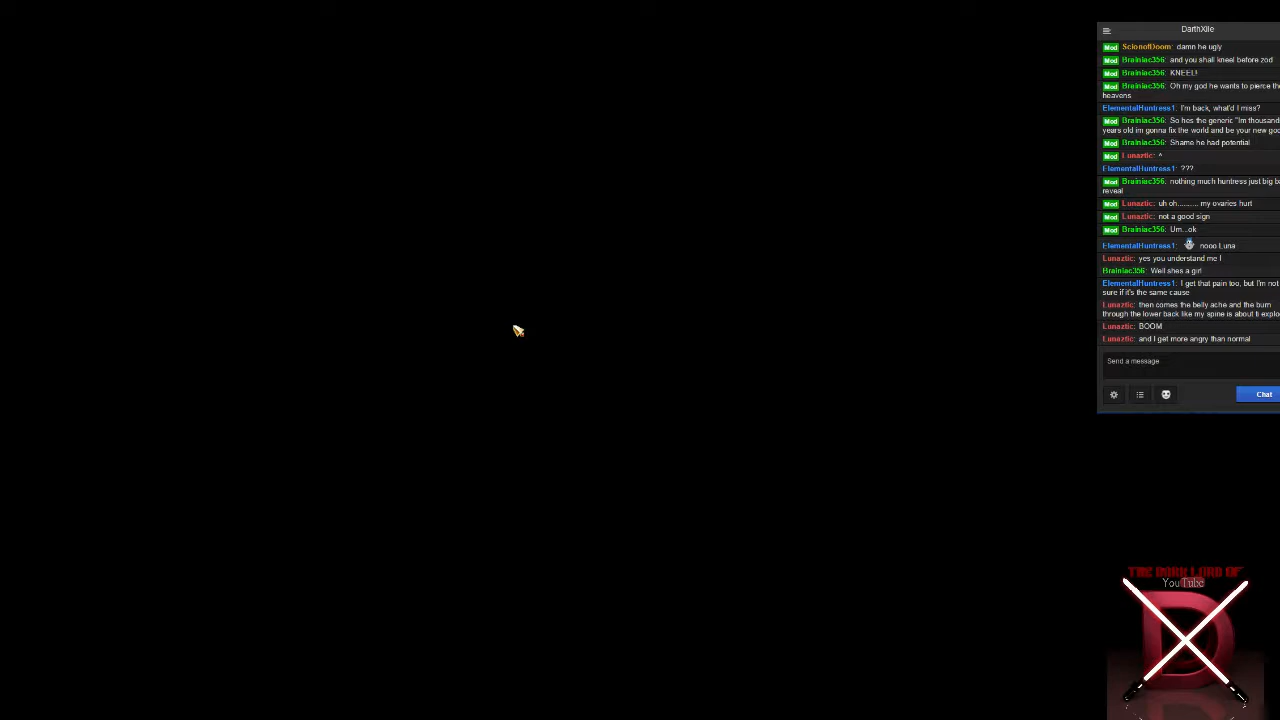 DarthXile
Mod ScionofDoom: damn he ugly
Mod Brainiac356: and you shall kneel before zod
Mod Brainiac356: KNEEL!
Mod Brainiac356: Oh my god he wants to pierce the
heavens
ElementalHuntress1: I'm back, what'd I miss?
Mod Brainiac356: So hes the generic "Im thousand
years old im gonna fix the world and be your new go
Mod Brainiac356: Shame he had potential
Mod Lunaztic: ^
ElementalHuntress1: ???
Mod Brainiac356: nothing much huntress just big b
reveal
Mod Lunaztic: uh oh.......... my ovaries hurt
Mod Lunaztic: not a good sign
Mod Brainiac356: Um...ok
ElementalHuntress1: nooo Luna
Lunaztic: yes you understand me !
Brainiac356: Well shes a girl
ElementalHuntress1: I get that pain too, but I'm not
sure if it's the same cause
Lunaztic: then comes the belly ache and the burn
through the lower back like my spine is about ti explo
Lunaztic: BOOM
Lunaztic: and I get more angry than normal
Send a message
Chat
THE DARK LORD OF
YouTube
D